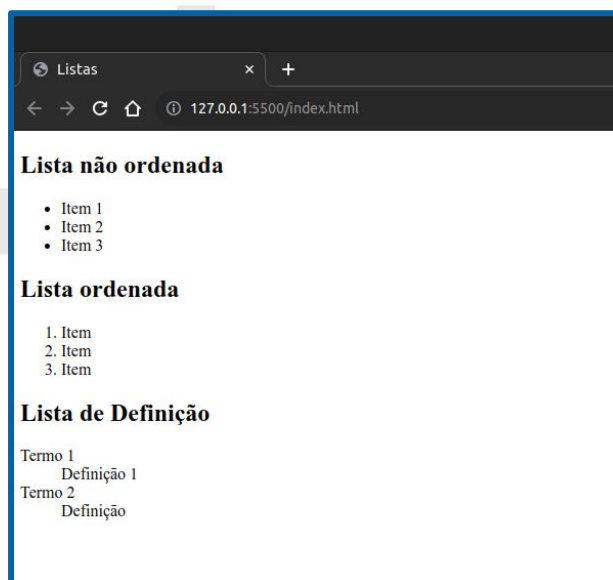 Listas
127.0.0.1:5500/index.html
Lista não ordenada
Item 1
Item 2
Item 3
Lista ordenada
1. Item
2. Item
3. Item
Lista de Definição
Termo 1
Definição 1
Termo 2
Definição